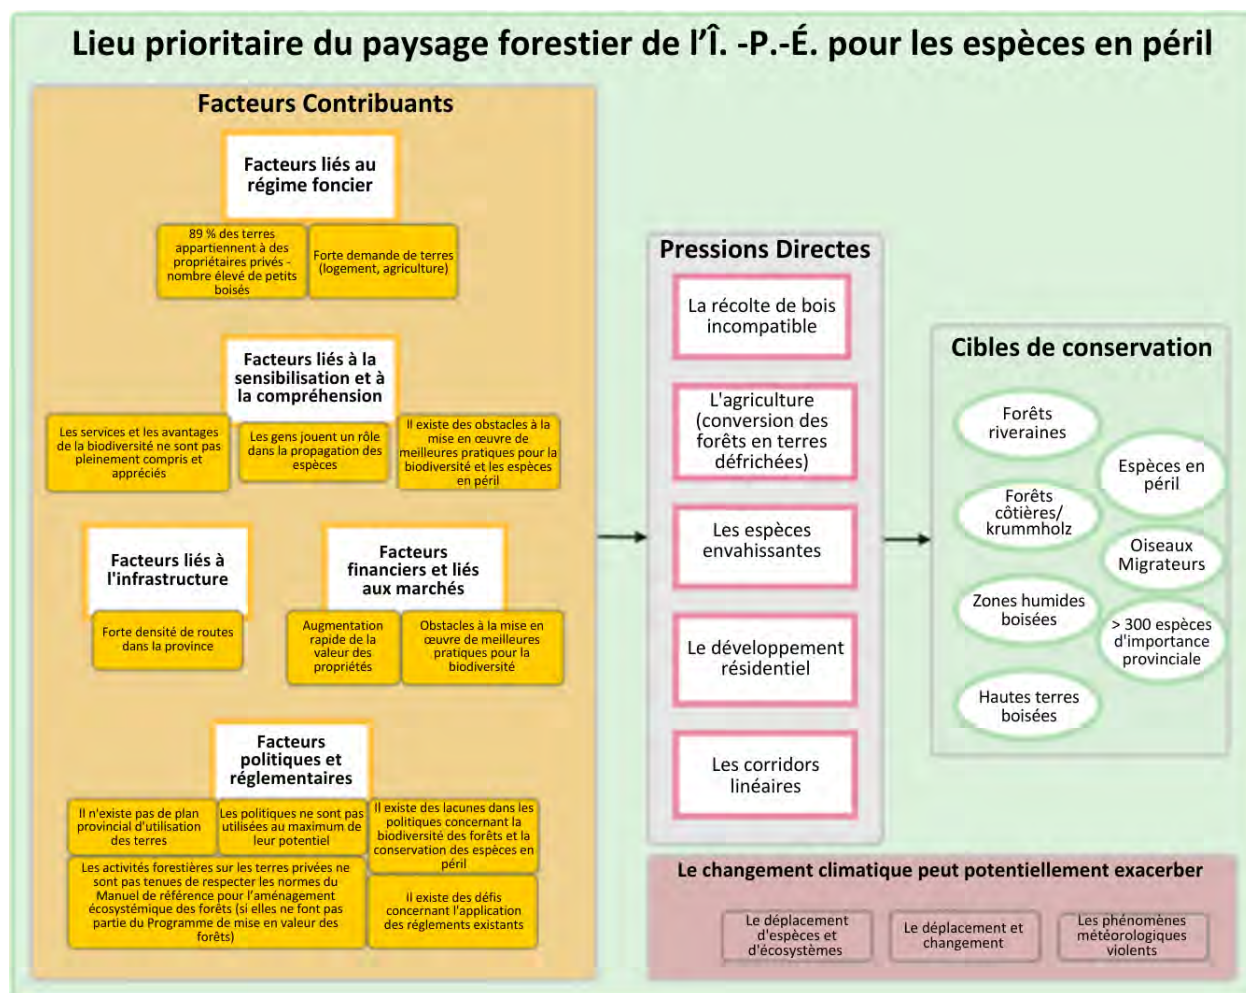 Lieu prioritaire du paysage forestier de l’Î. -P.-É. pour les espèces en péril
Facteurs Contribuants
Facteurs liés au
régime foncier
89 % des terres
appartiennent à des
propriétaires privés -
nombre élevé de petits
boisés
Forte demande de terres
(logement, agriculture)
Facteurs liés à la
sensibilisation et à
la compréhension
Les services et les avantages
de la biodiversité ne sont pas
pleinement compris et
appréciés
Les gens jouent un rôle
dans la propagation des
espèces
Il existe des obstacles à la
mise en œuvre de
meilleures pratiques pour la
biodiversité et les espèces
en péril
Facteurs liés à
l'infrastructure
Forte densité de routes
dans la province
Facteurs
financiers et liés
aux marchés
Augmentation
rapide de la
valeur des
propriétés
Obstacles à la mise en
œuvre de meilleures
pratiques pour la
biodiversité
Facteurs
politiques et
réglementaires
Il n'existe pas de plan
provincial d'utilisation
des terres
Les politiques ne sont pas
utilisées au maximum de
leur potentiel
Il existe des lacunes dans les
politiques concernant la
biodiversité des forêts et la
conservation des espèces en
péril
Les activités forestières sur les terres privées ne
sont pas tenues de respecter les normes du
Manuel de référence pour l’aménagement
écosystémique des forêts (si elles ne font pas
partie du Programme de mise en valeur des
forêts)
Il existe des défis
concernant l'application
des réglements existants
Pressions Directes
La récolte de bois
incompatible
L'agriculture
(conversion des
forêts en terres
défrichées)
Les espèces
envahissantes
Le développement
résidentiel
Les corridors
linéaires
Cibles de conservation
Forêts
riveraines
Espèces en
péril
Forêts
côtières/
krummholz
Oiseaux
Migrateurs
Zones humides
boisées
> 300 espèces
d'importance
provinciale
Hautes terres
boisées
Le changement climatique peut potentiellement exacerber
Le déplacement
d'espèces et
d'écosystèmes
Le déplacement et
changement
Les phénomènes
météorologiques
violents